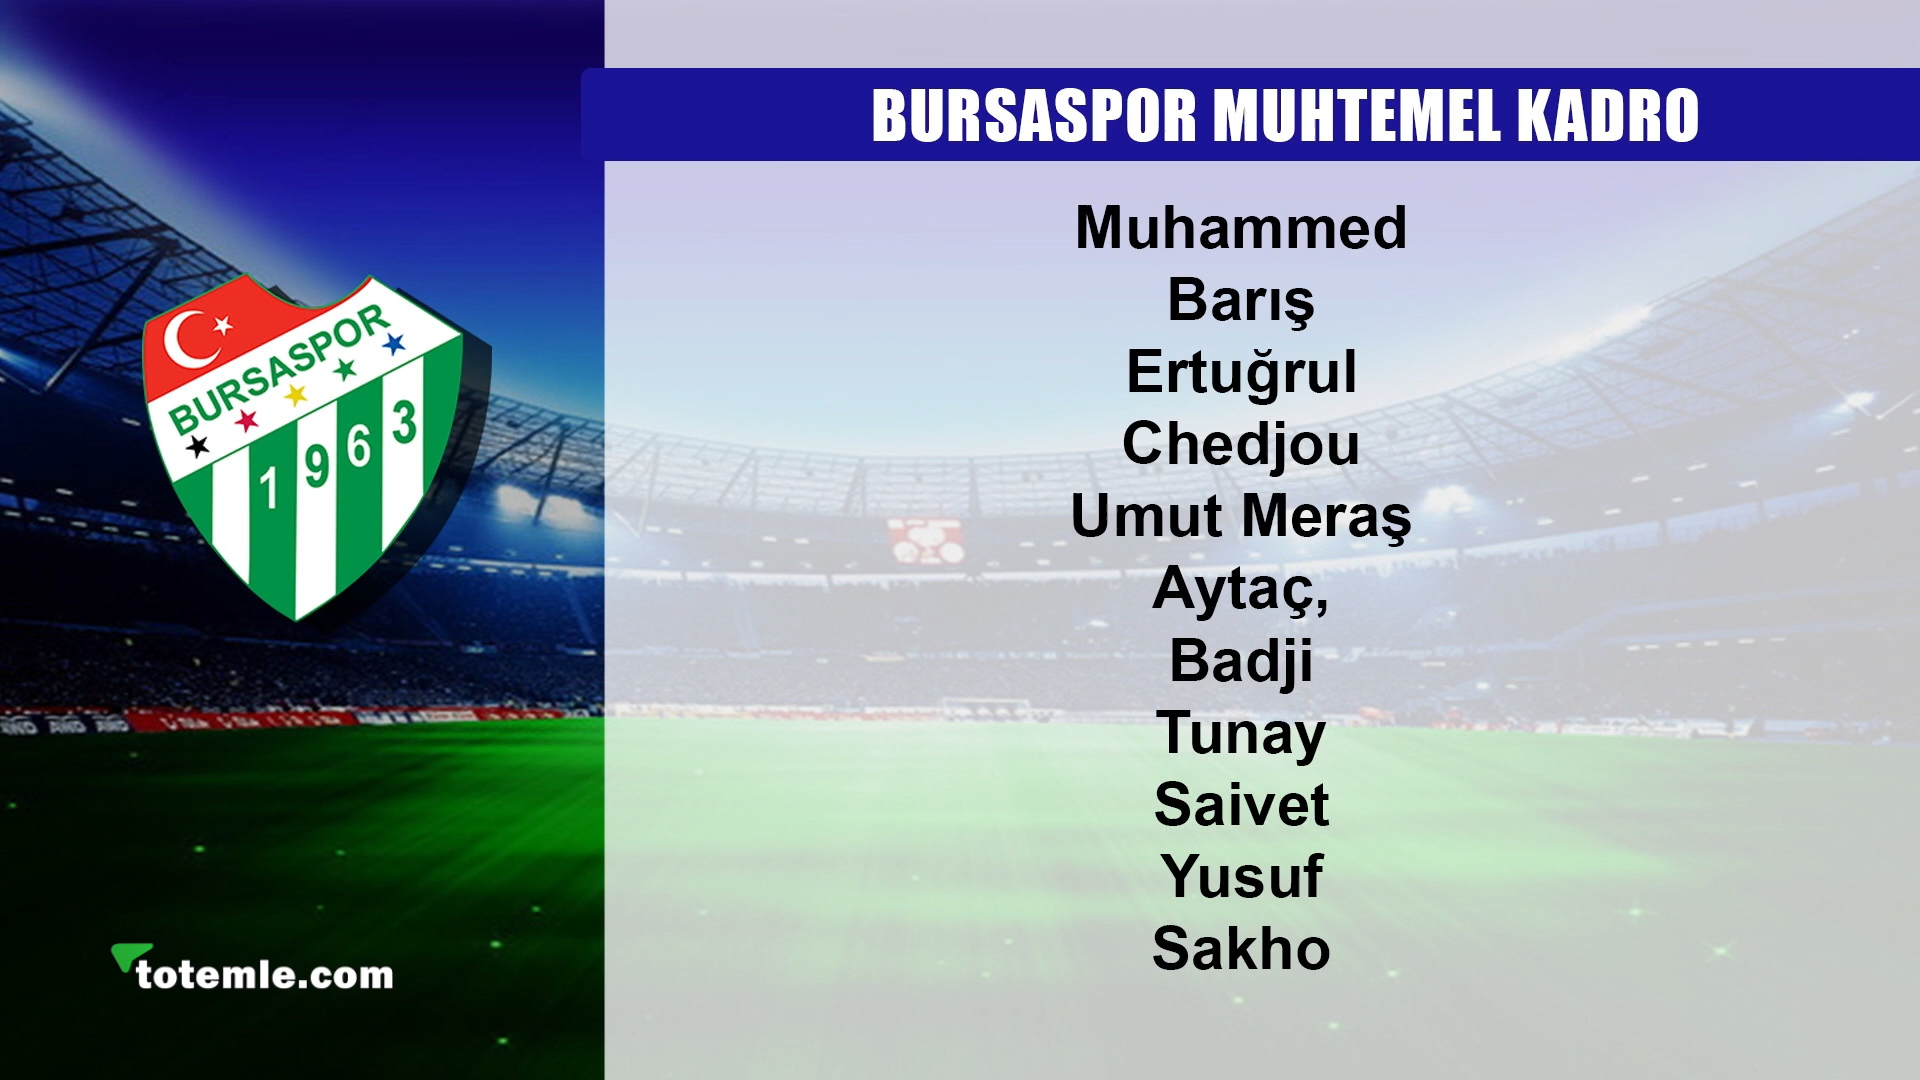 BURSASPOR MUHTEMEL KADRO
BURSASPOR
1963
Muhammed
Barış
Ertuğrul
Chedjou
Umut Meraş
Aytaç,
Badji
Tunay
Saivet
Yusuf
Sakho
totemle.com